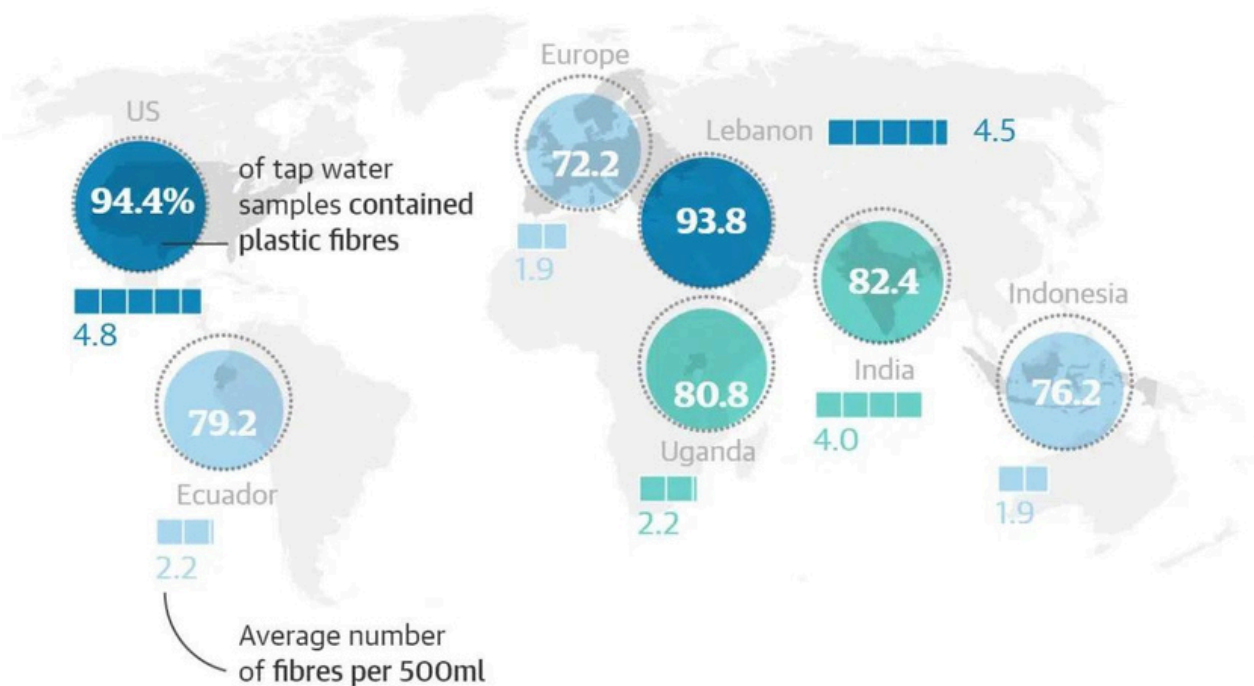 US
94.4%
of tap water
samples contained
plastic fibres
4.8
Europe
72.2
1.9
Lebanon
4.5
93.8
82.4
India
4.0
Indonesia
76.2
1.9
80.8
Uganda
2.2
79.2
Ecuador
2.2
Average number
of fibres per 500ml